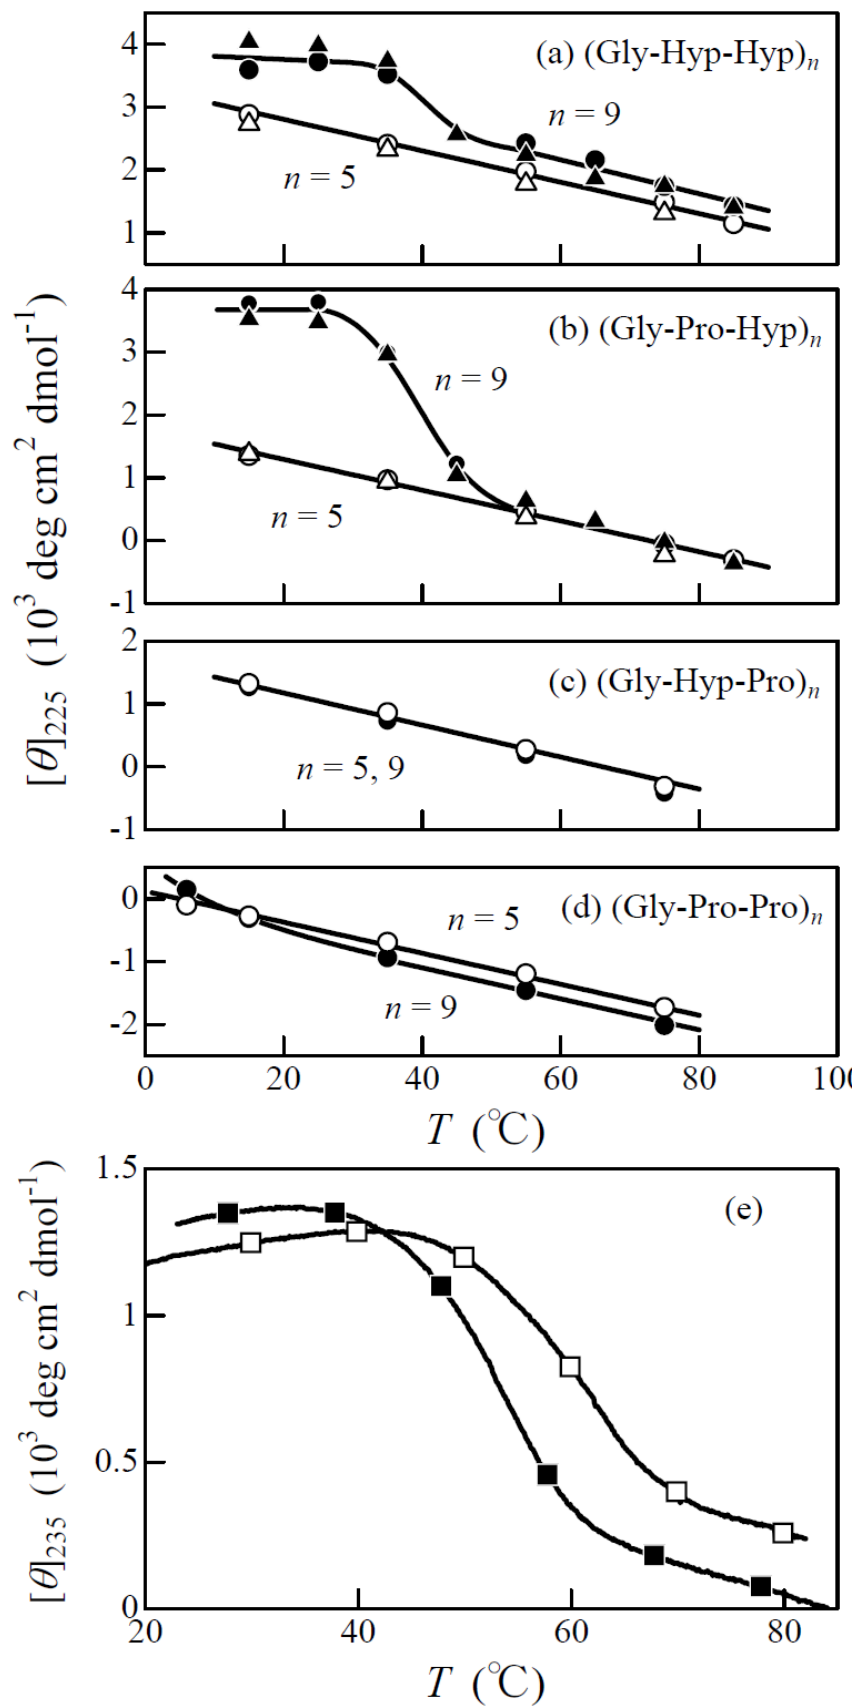 4
(a) (Gly-Hyp-Hyp)n
3
n = 9
2
n = 5
1
4
(b) (Gly-Pro-Hyp)n
3
n = 9
2
1
n = 5
0
-1
2
(c) (Gly-Hyp-Pro)n
1
0
n = 5, 9
-1
0
n = 5
(d) (Gly-Pro-Pro)n
-1
n = 9
-2
0 20 40 60 80 100
T (℃)
[θ]225 (10³ deg cm² dmol⁻¹)
1.5
(e)
1
0.5
0
20 40 60 80
T (℃)
[θ]235 (10³ deg cm² dmol⁻¹)